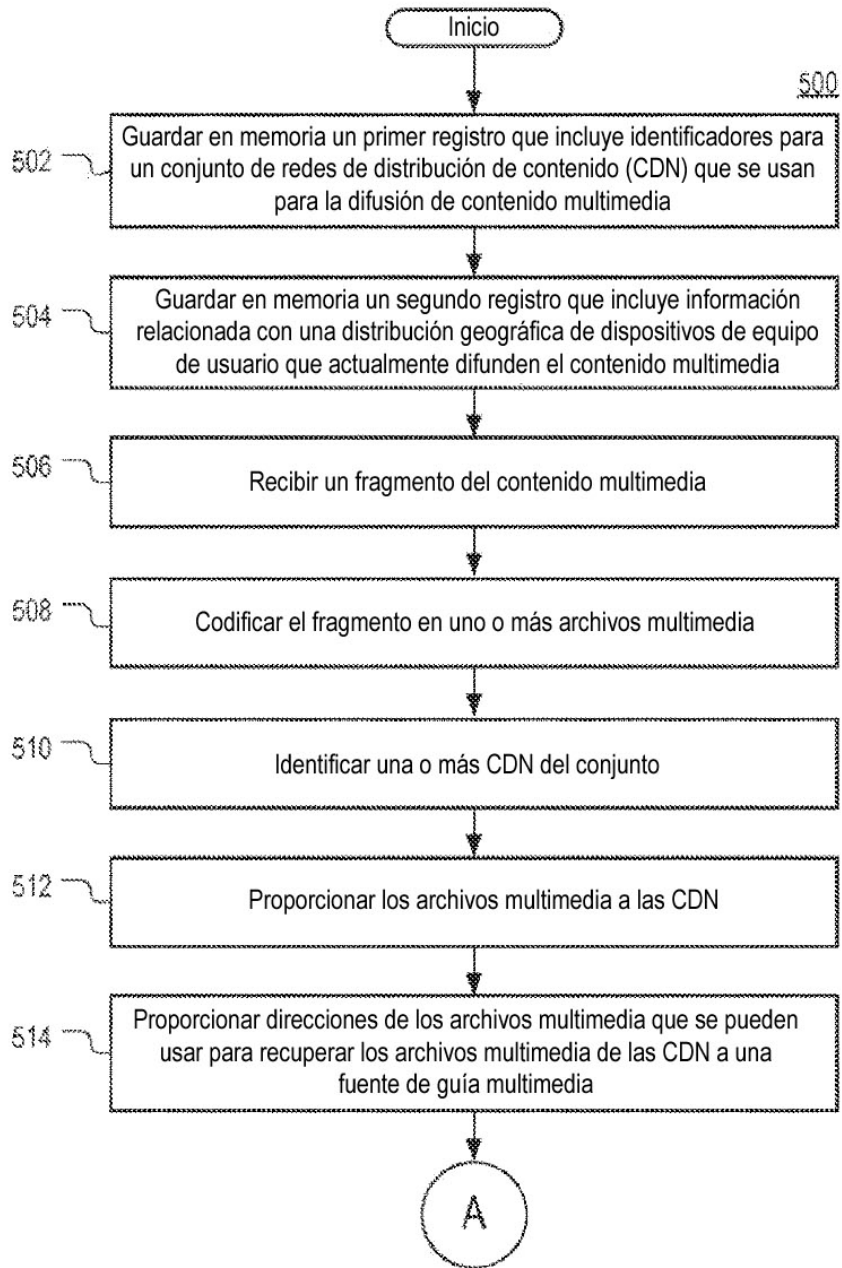 Inicio
500
502
Guardar en memoria un primer registro que incluye identificadores para
un conjunto de redes de distribución de contenido (CDN) que se usan
para la difusión de contenido multimedia
504
Guardar en memoria un segundo registro que incluye información
relacionada con una distribución geográfica de dispositivos de equipo
de usuario que actualmente difunden el contenido multimedia
506
Recibir un fragmento del contenido multimedia
508
Codificar el fragmento en uno o más archivos multimedia
510
Identificar una o más CDN del conjunto
512
Proporcionar los archivos multimedia a las CDN
514
Proporcionar direcciones de los archivos multimedia que se pueden
usar para recuperar los archivos multimedia de las CDN a una
fuente de guía multimedia
A